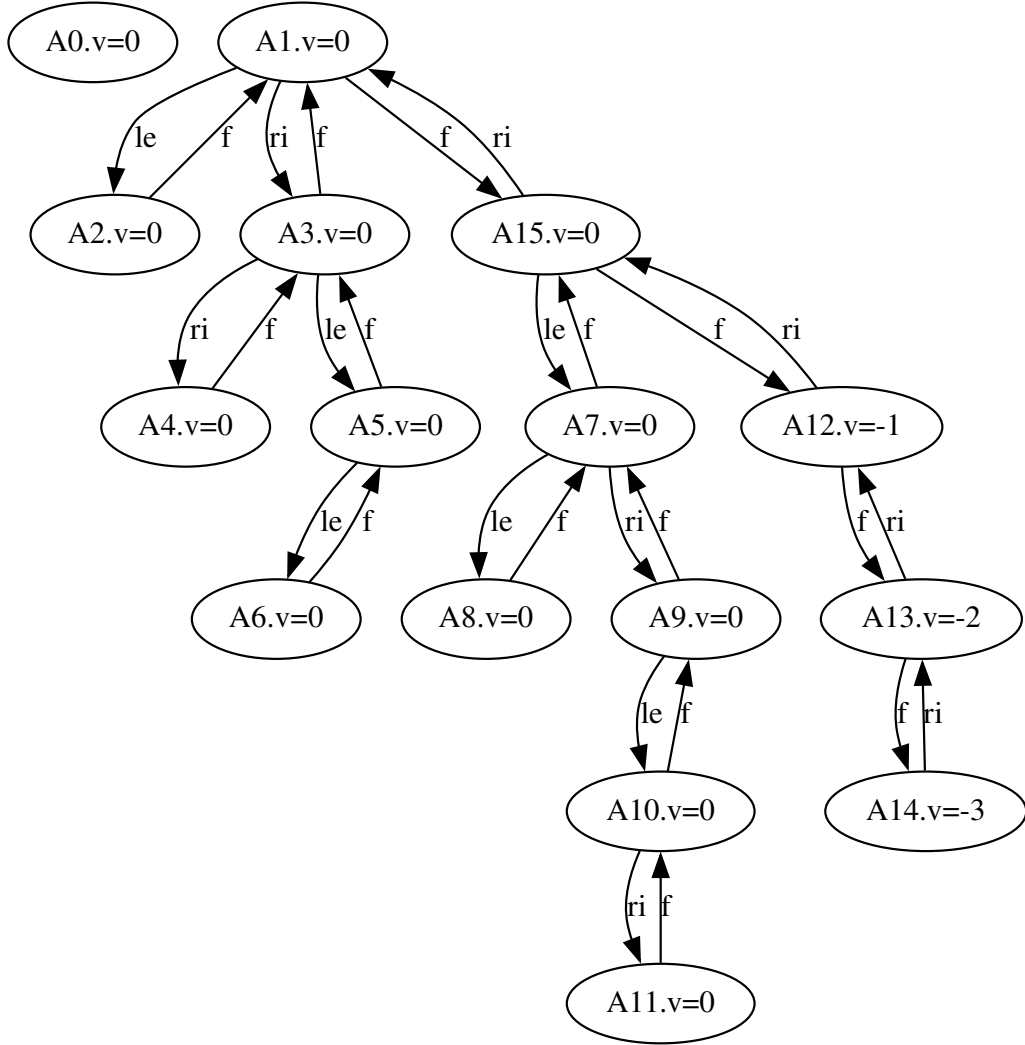 A0.v=0 A1.v=0
le f ri f f ri
A2.v=0 A3.v=0 A15.v=0
ri f le f le f f ri
A4.v=0 A5.v=0 A7.v=0 A12.v=-1
le f le f ri f f ri
A6.v=0 A8.v=0 A9.v=0 A13.v=-2
le f f ri
A10.v=0 A14.v=-3
ri f
A11.v=0